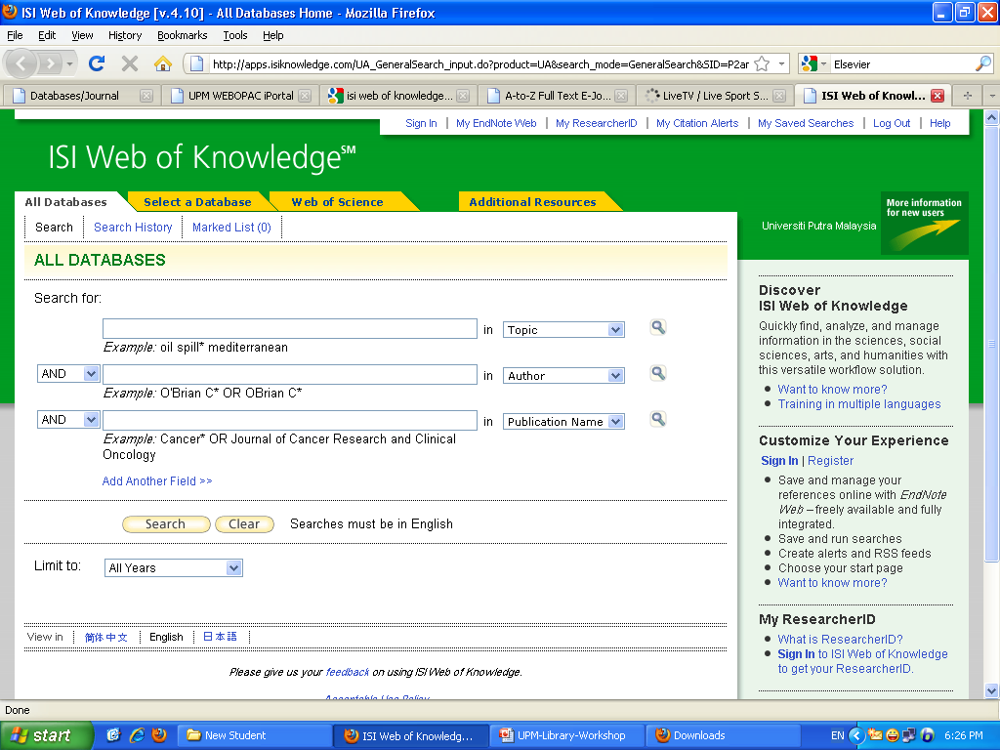 ISI Web of Knowledge [v.4.10] - All Databases Home - Mozilla Firefox
File Edit View History Bookmarks Tools Help
http://apps.isiknowledge.com/UA_GeneralSearch_input.do?product=UA&search_mode=GeneralSearch&SID=P2ar Elsevier
Databases/Journal UPM WEBOPAC iPortal isi web of knowledge... A-to-Z Full Text E-Jo... LiveTV / Live Sport S... ISI Web of Knowl...
Sign In | My EndNote Web | My ResearcherID | My Citation Alerts | My Saved Searches | Log Out | Help
ISI Web of Knowledge℠
All Databases Select a Database Web of Science Additional Resources
More information
for new users
Universiti Putra Malaysia
Search Search History Marked List (0)
ALL DATABASES
Search for:
in Topic
Example: oil spill* mediterranean
AND in Author
Example: O'Brian C* OR OBrian C*
AND in Publication Name
Example: Cancer* OR Journal of Cancer Research and Clinical
Oncology
Add Another Field >>
Search Clear Searches must be in English
Limit to: All Years
View in 简体中文 English 日本語
Please give us your feedback on using ISI Web of Knowledge.
Acceptable Use Policy
Discover
ISI Web of Knowledge
Quickly find, analyze, and manage
information in the sciences, social
sciences, arts, and humanities with
this versatile workflow solution.
Want to know more?
Training in multiple languages
Customize Your Experience
Sign In | Register
Save and manage your
references online with EndNote
Web – freely available and fully
integrated.
Save and run searches
Create alerts and RSS feeds
Choose your start page
Want to know more?
My ResearcherID
What is ResearcherID?
Sign In to ISI Web of Knowledge
to get your ResearcherID.
Done
start New Student ISI Web of Knowledg... UPM-Library-Workshop Downloads EN 6:26 PM